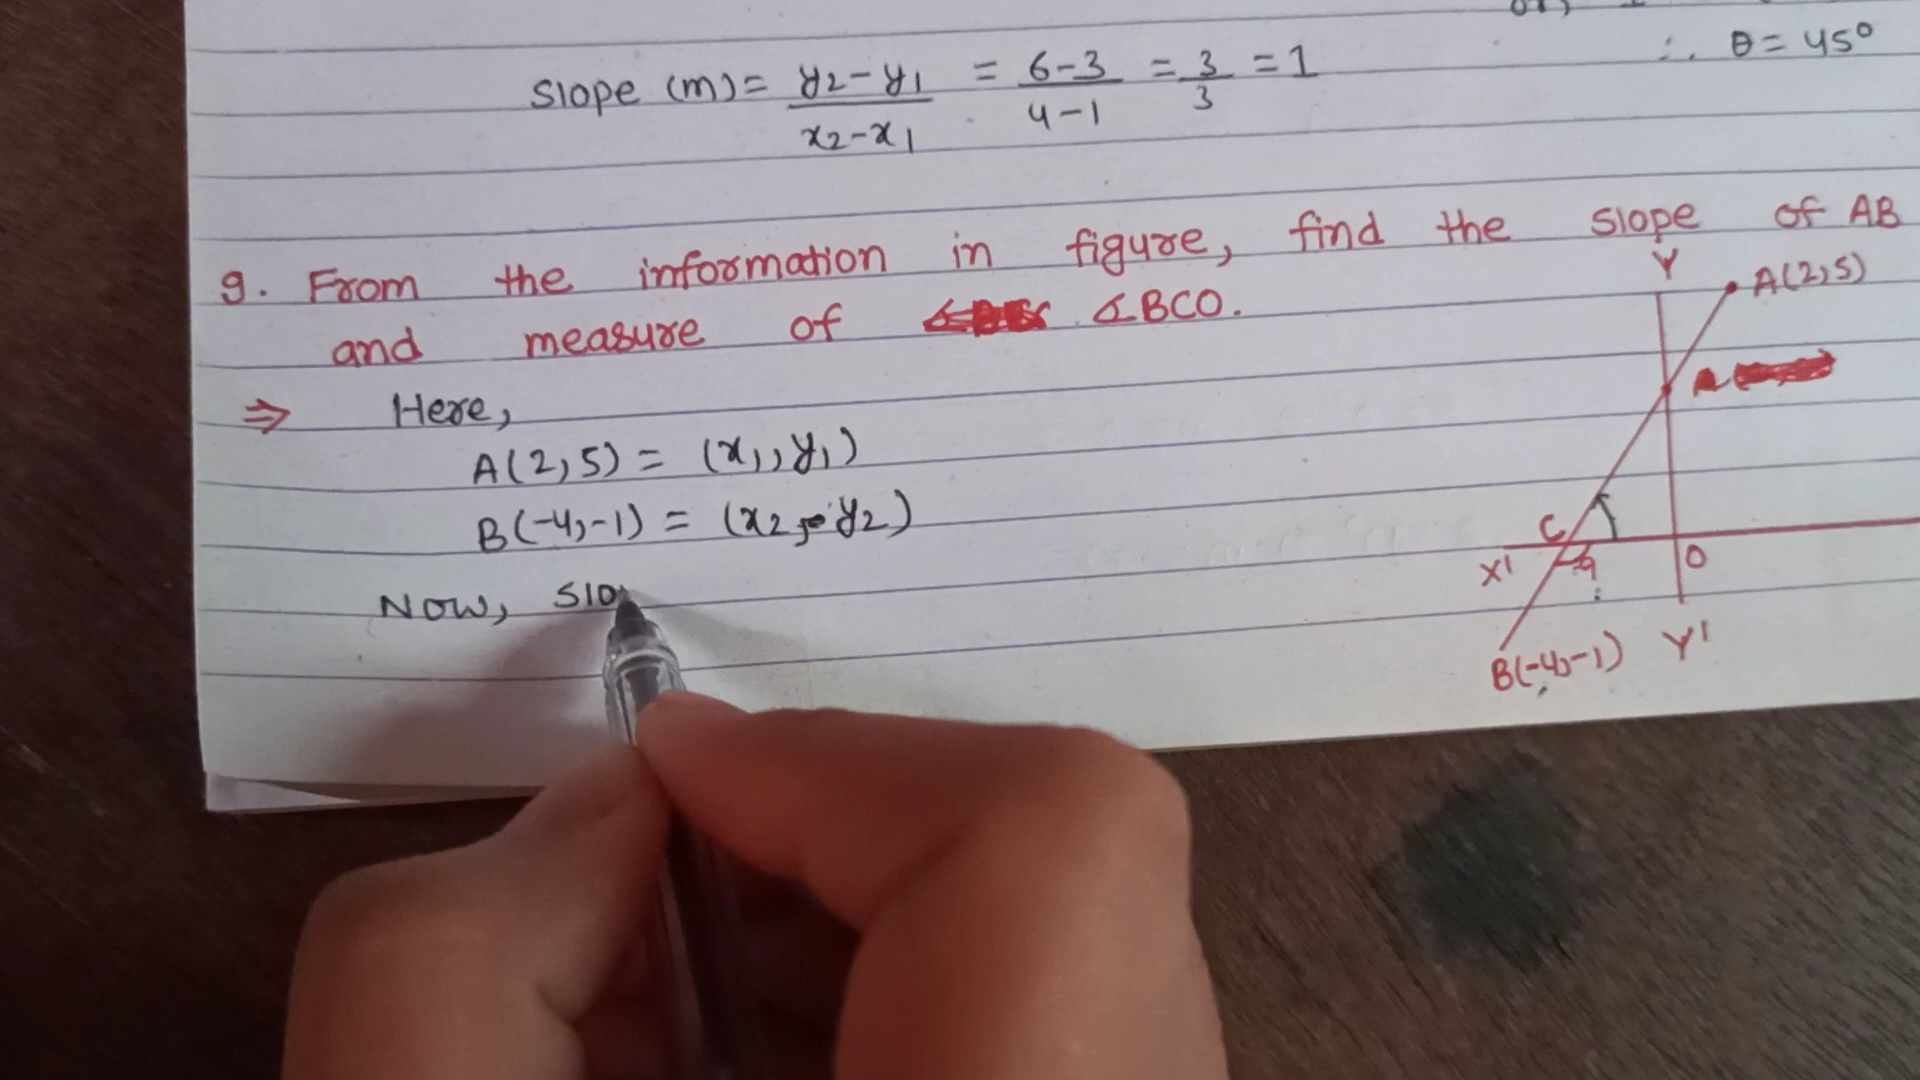 slope (m) = y2-y1 / x2-x1 = 6-3 / 4-1 = 3/3 = 1
∴ θ = 45°
9. From the information in figure, find the slope of AB
and measure of ∡BCO.
⇒ Here,
A(2,5) = (x1, y1)
B(-4,-1) = (x2, y2)
Now, slo
Y
A(2,5)
C
X'
O
B(-4,-1)
Y'